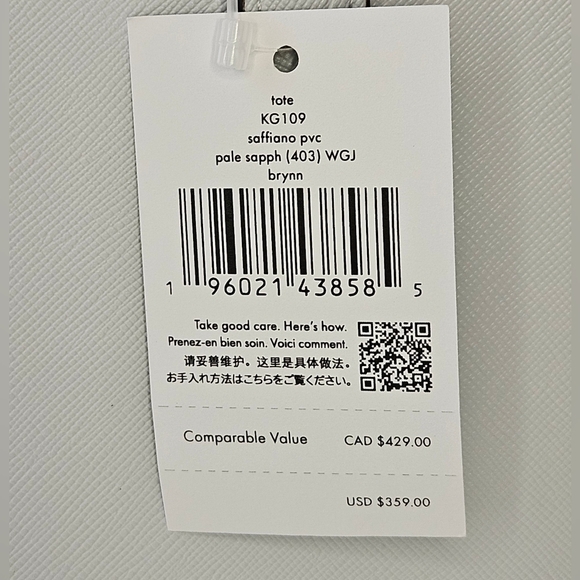 tote
KG109
saffiano pvc
pale sapph (403) WGJ
brynn
1 96021 43858 5
Take good care. Here's how.
Prenez-en bien soin. Voici comment.
请妥善维护。这里是具体做法。
お手入れ方法はこちらをご覧ください。
Comparable Value CAD $429.00
USD $359.00